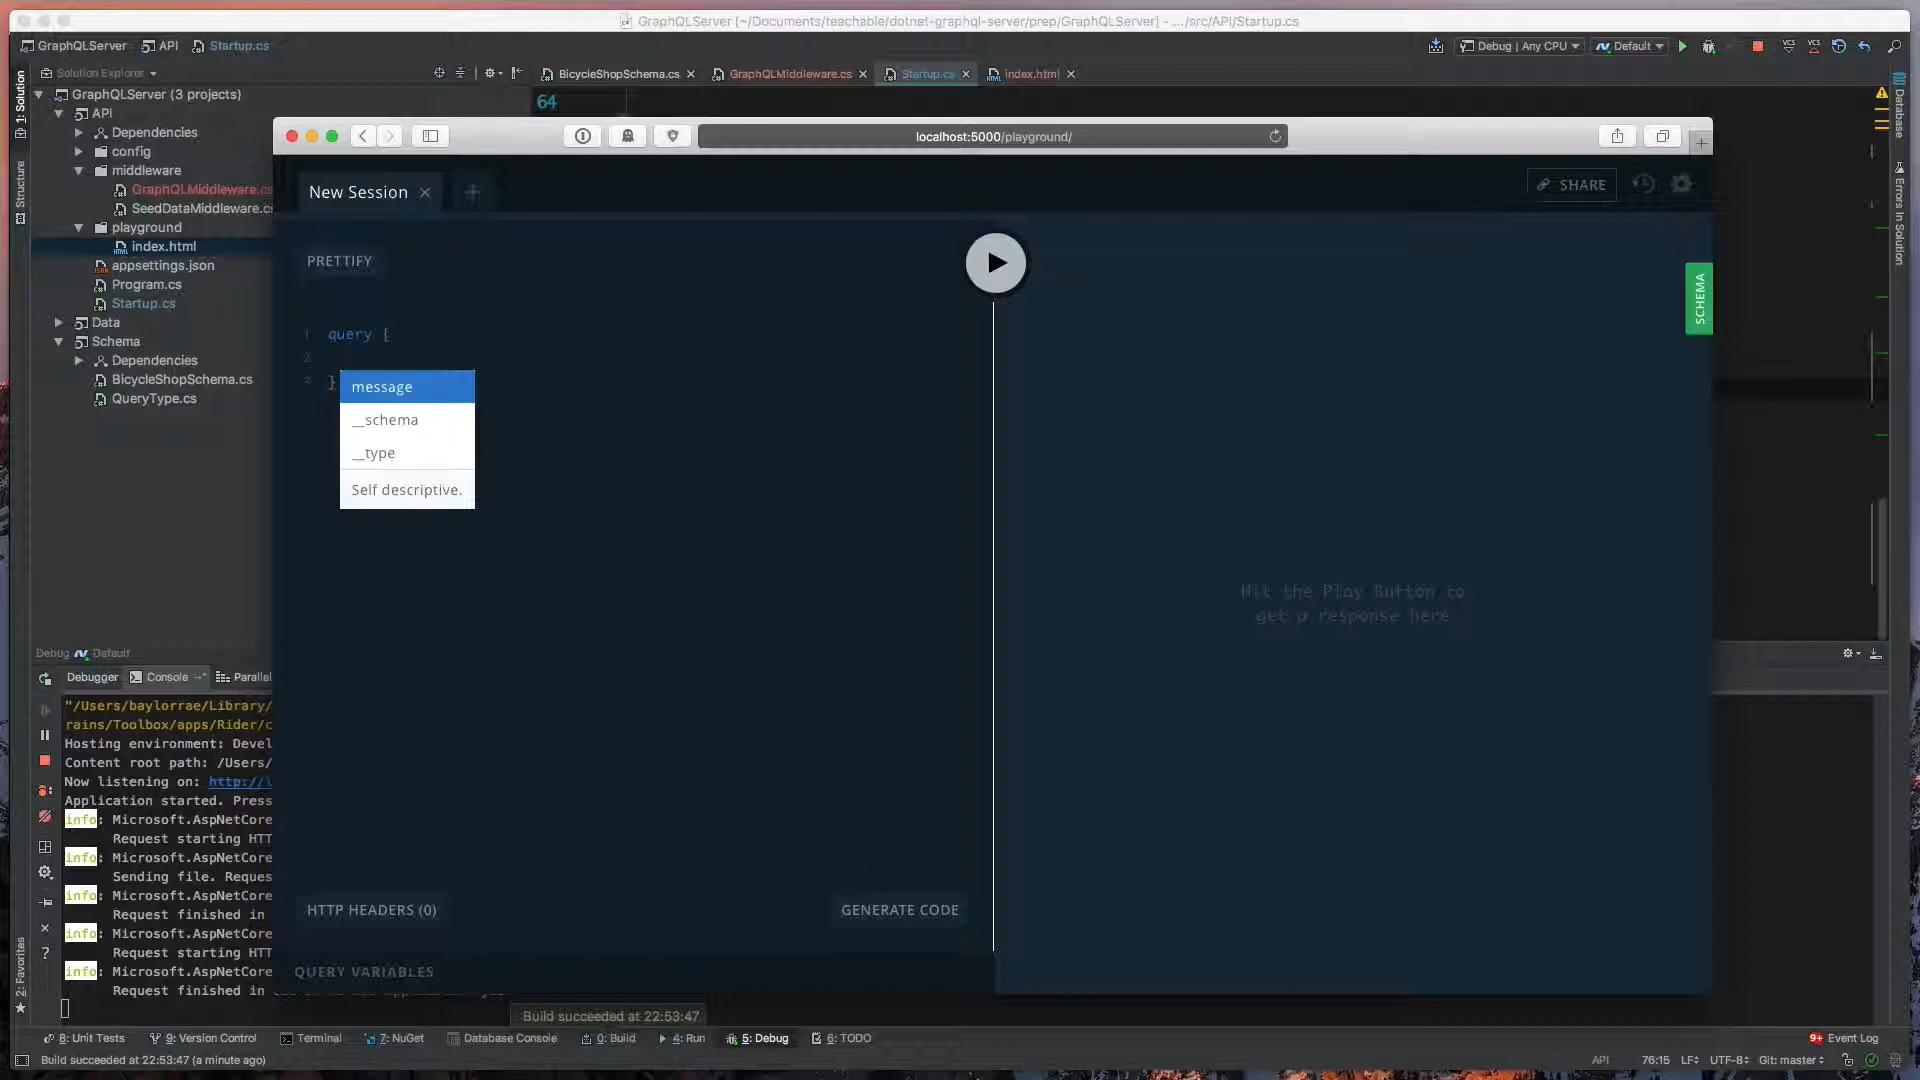 GraphQLServer [~/Documents/teachable/dotnet-graphql-server/prep/GraphQLServer] - .../src/API/Startup.cs
GraphQLServer API Startup.cs
Debug | Any CPU
Default
Solution Explorer
BicycleShopSchema.cs
GraphQLMiddleware.cs
Startup.cs
index.html
1: Solution
Structure
2: Favorites
Database
Errors In Solution
GraphQLServer (3 projects)
API
Dependencies
config
middleware
GraphQLMiddleware.cs
SeedDataMiddleware.cs
playground
index.html
appsettings.json
Program.cs
Startup.cs
Data
Schema
Dependencies
BicycleShopSchema.cs
QueryType.cs
64
localhost:5000/playground/
New Session
SHARE
PRETTIFY
SCHEMA
1 query {
2
}
message
__schema
__type
Self descriptive.
Hit the Play Button to
get a response here
HTTP HEADERS (0)
GENERATE CODE
QUERY VARIABLES
Debug Default
Debugger Console Parallel
"/Users/baylorrae/Library/
rains/Toolbox/apps/Rider/c
Hosting environment: Devel
Content root path: /Users/
Now listening on: http://l
Application started. Press
info: Microsoft.AspNetCore
Request starting HTT
info: Microsoft.AspNetCore
Sending file. Reques
info: Microsoft.AspNetCore
Request finished in
info: Microsoft.AspNetCore
Request starting HTT
info: Microsoft.AspNetCore
Request finished in
Build succeeded at 22:53:47
8: Unit Tests
9: Version Control
Terminal
7: NuGet
Database Console
0: Build
4: Run
5: Debug
6: TODO
9+ Event Log
Build succeeded at 22:53:47 (a minute ago)
API
76:15
LF
UTF-8
Git: master